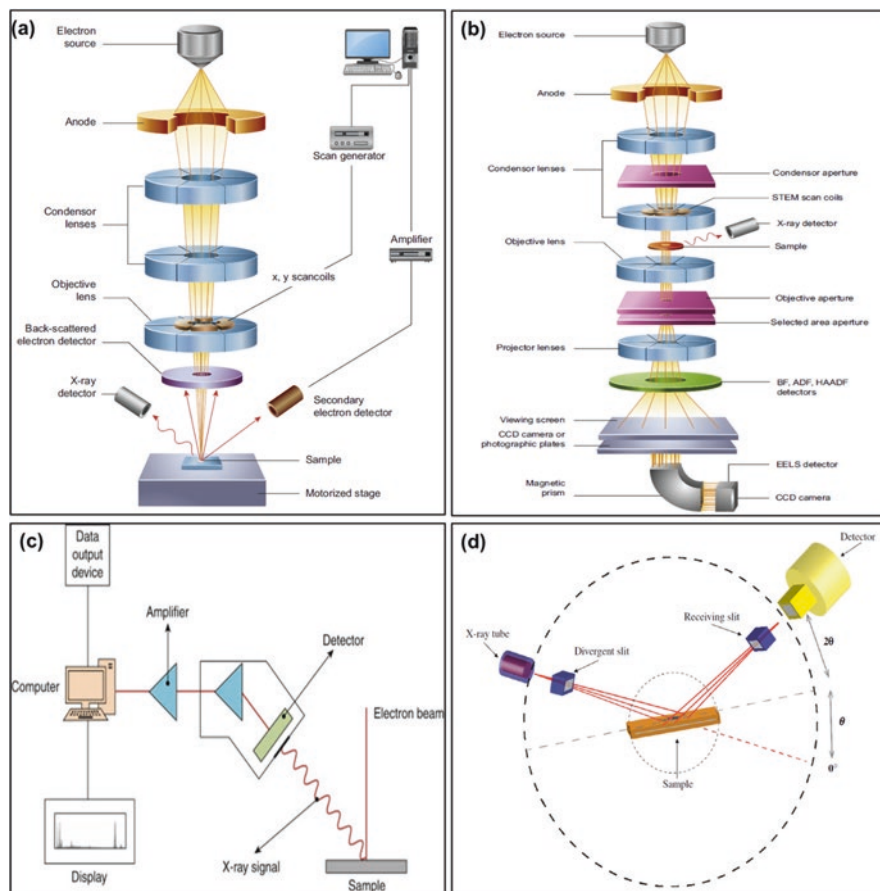 (a)
Electron
source
Anode
Scan generator
Condensor
lenses
Amplifier
Objective
lens
x, y scancoils
Back-scattered
electron detector
X-ray
detector
Secondary
electron detector
Sample
Motorized stage
(b)
Electron source
Anode
Condensor lenses
Condensor aperture
STEM scan coils
X-ray detector
Objective lens
Sample
Objective aperture
Selected area aperture
Projector lenses
BF, ADF, HAADF
detectors
Viewing screen
CCD camera or
photographic plates
EELS detector
Magnetic
prism
CCD camera
(c)
Data
output
device
Amplifier
Detector
Computer
Electron beam
X-ray signal
Display
Sample
(d)
Detector
Receiving slit
X-ray tube
Divergent slit
2θ
θ
Sample
0°